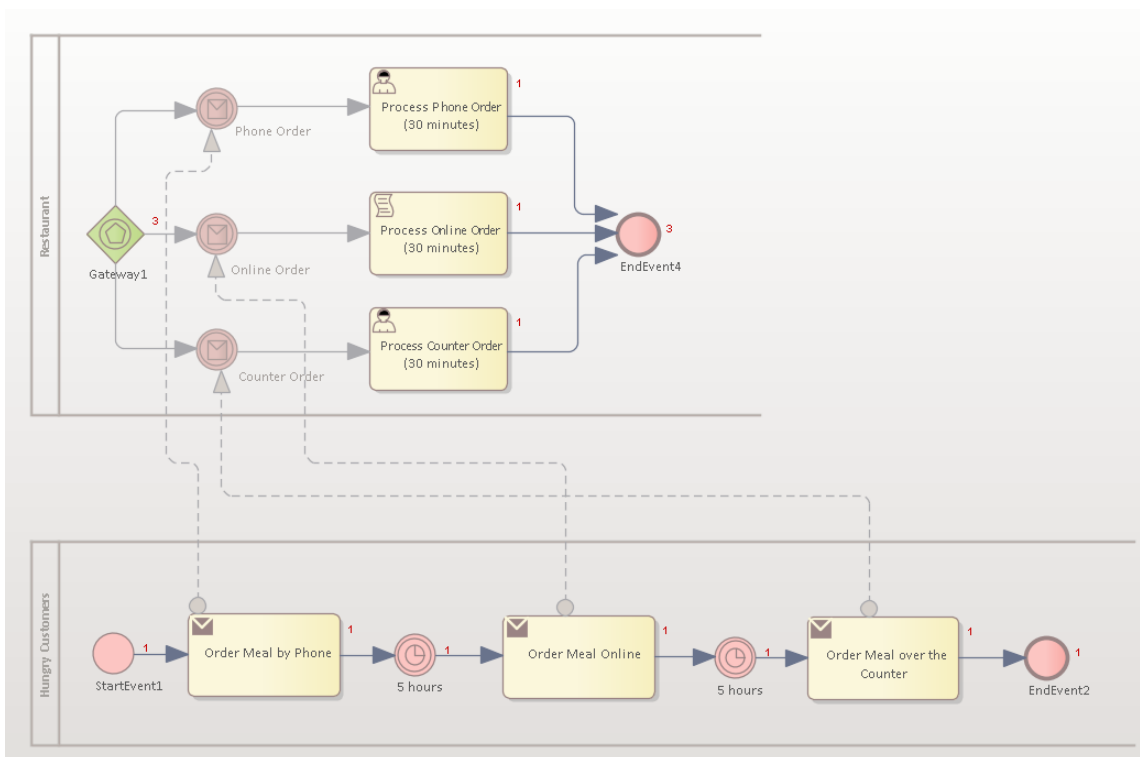 Restaurant
1
Process Phone Order
(30 minutes)
Phone Order
3
1
Process Online Order
(30 minutes)
3
Gateway1
Online Order
EndEvent4
1
Process Counter Order
(30 minutes)
Counter Order
Hungry Customers
1
StartEvent1
Order Meal by Phone
1
1
5 hours
Order Meal Online
1
1
5 hours
Order Meal over the
Counter
1
1
EndEvent2